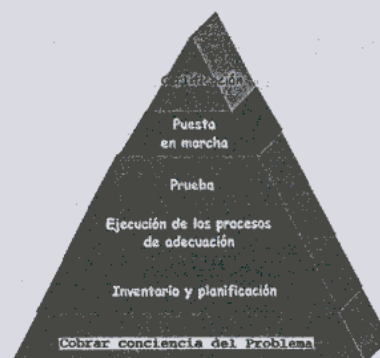 Puesta
en marcha
Prueba
Ejecución de los procesos
de adecuación
Inventario y planificación
Cobrar conciencia del Problema